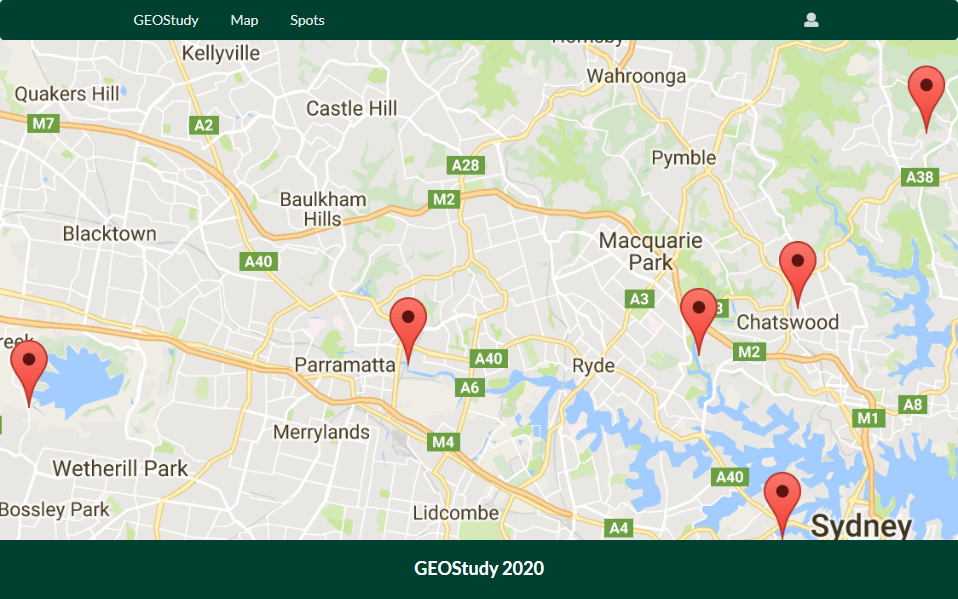 GEOStudy Map Spots
Kellyville
Wahroonga
Quakers Hill
Castle Hill
M7
A2
Pymble
A28
A38
M2
Baulkham
Hills
Blacktown
Macquarie
Park
A40
A3
Chatswood
M2
Parramatta
A40
Ryde
A6
A8
M1
Merrylands
M4
Wetherill Park
A40
Bossley Park
Lidcombe
A4
Sydney
GEOStudy 2020